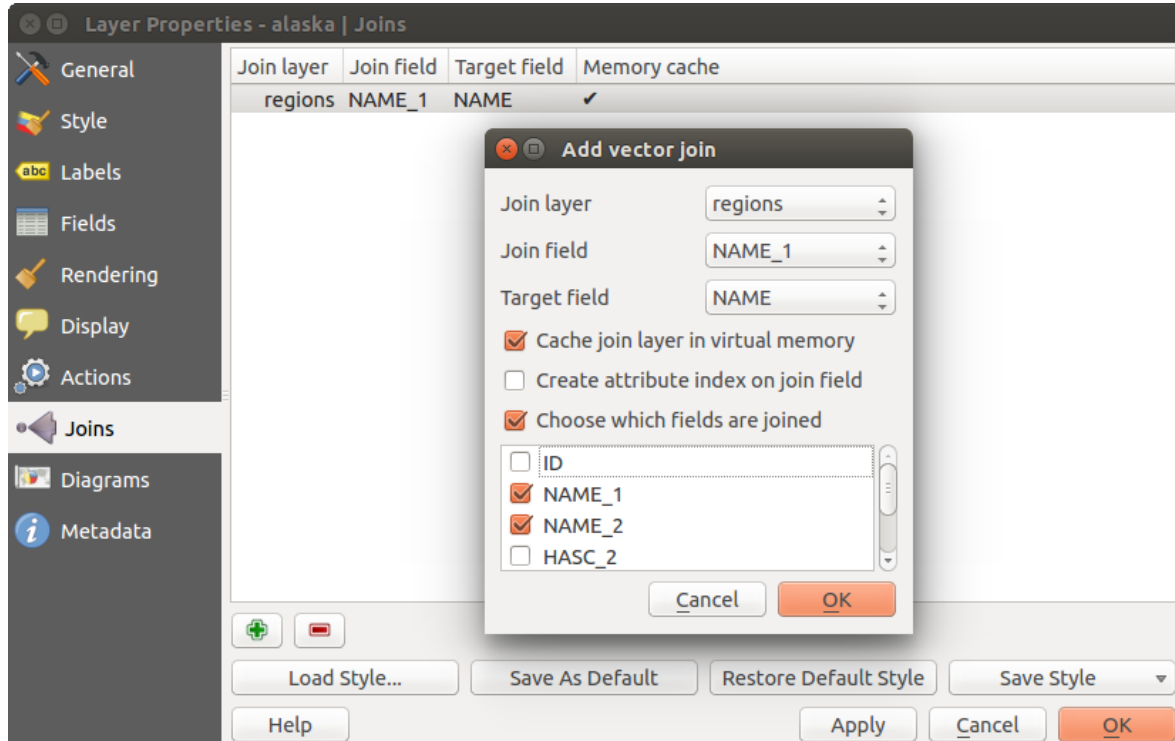 Layer Properties - alaska | Joins
General
Style
abc Labels
Fields
Rendering
Display
Actions
Joins
Diagrams
i Metadata
Join layer Join field Target field Memory cache
regions NAME_1 NAME ✔
Add vector join
Join layer regions
Join field NAME_1
Target field NAME
Cache join layer in virtual memory
Create attribute index on join field
Choose which fields are joined
ID
NAME_1
NAME_2
HASC_2
Cancel OK
Load Style... Save As Default Restore Default Style Save Style
Help Apply Cancel OK